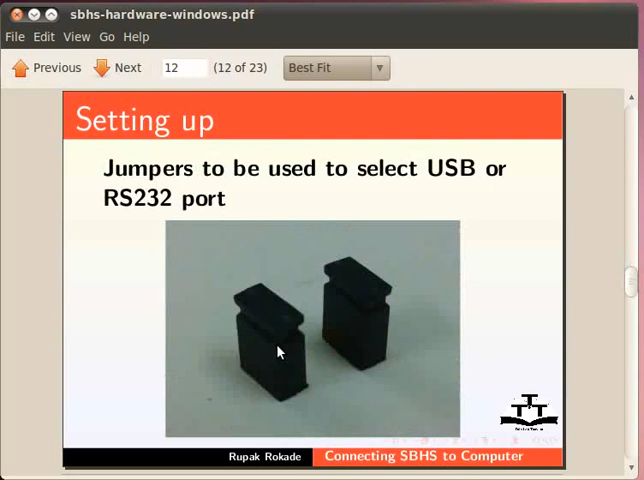 sbhs-hardware-windows.pdf
File Edit View Go Help
Previous Next 12 (12 of 23) Best Fit
Setting up
Jumpers to be used to select USB or
RS232 port
Rupak Rokade Connecting SBHS to Computer